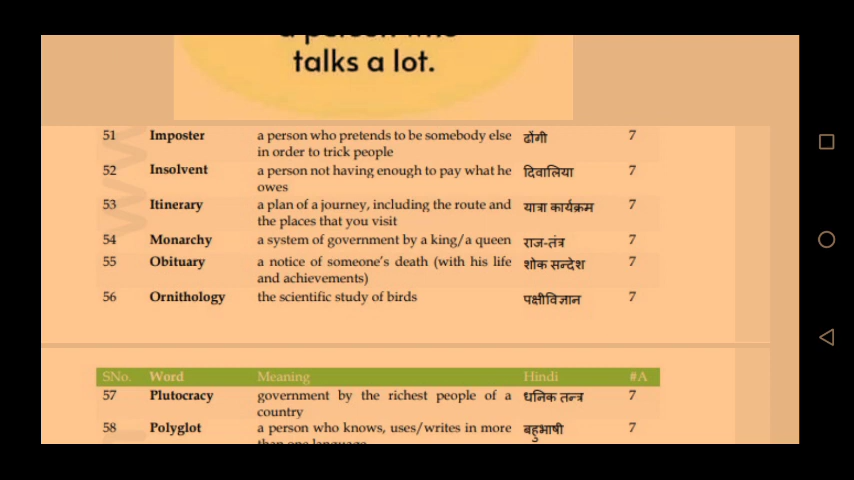 talks a lot.
51 Imposter a person who pretends to be somebody else ढोंगी 7
in order to trick people
52 Insolvent a person not having enough to pay what he दिवालिया 7
owes
53 Itinerary a plan of a journey, including the route and यात्रा कार्यक्रम 7
the places that you visit
54 Monarchy a system of government by a king/a queen राज-तंत्र 7
55 Obituary a notice of someone's death (with his life शोक सन्देश 7
and achievements)
56 Ornithology the scientific study of birds पक्षीविज्ञान 7
SNo. Word Meaning Hindi #A
57 Plutocracy government by the richest people of a धनिक तन्त्र 7
country
58 Polyglot a person who knows, uses/writes in more बहुभाषी 7